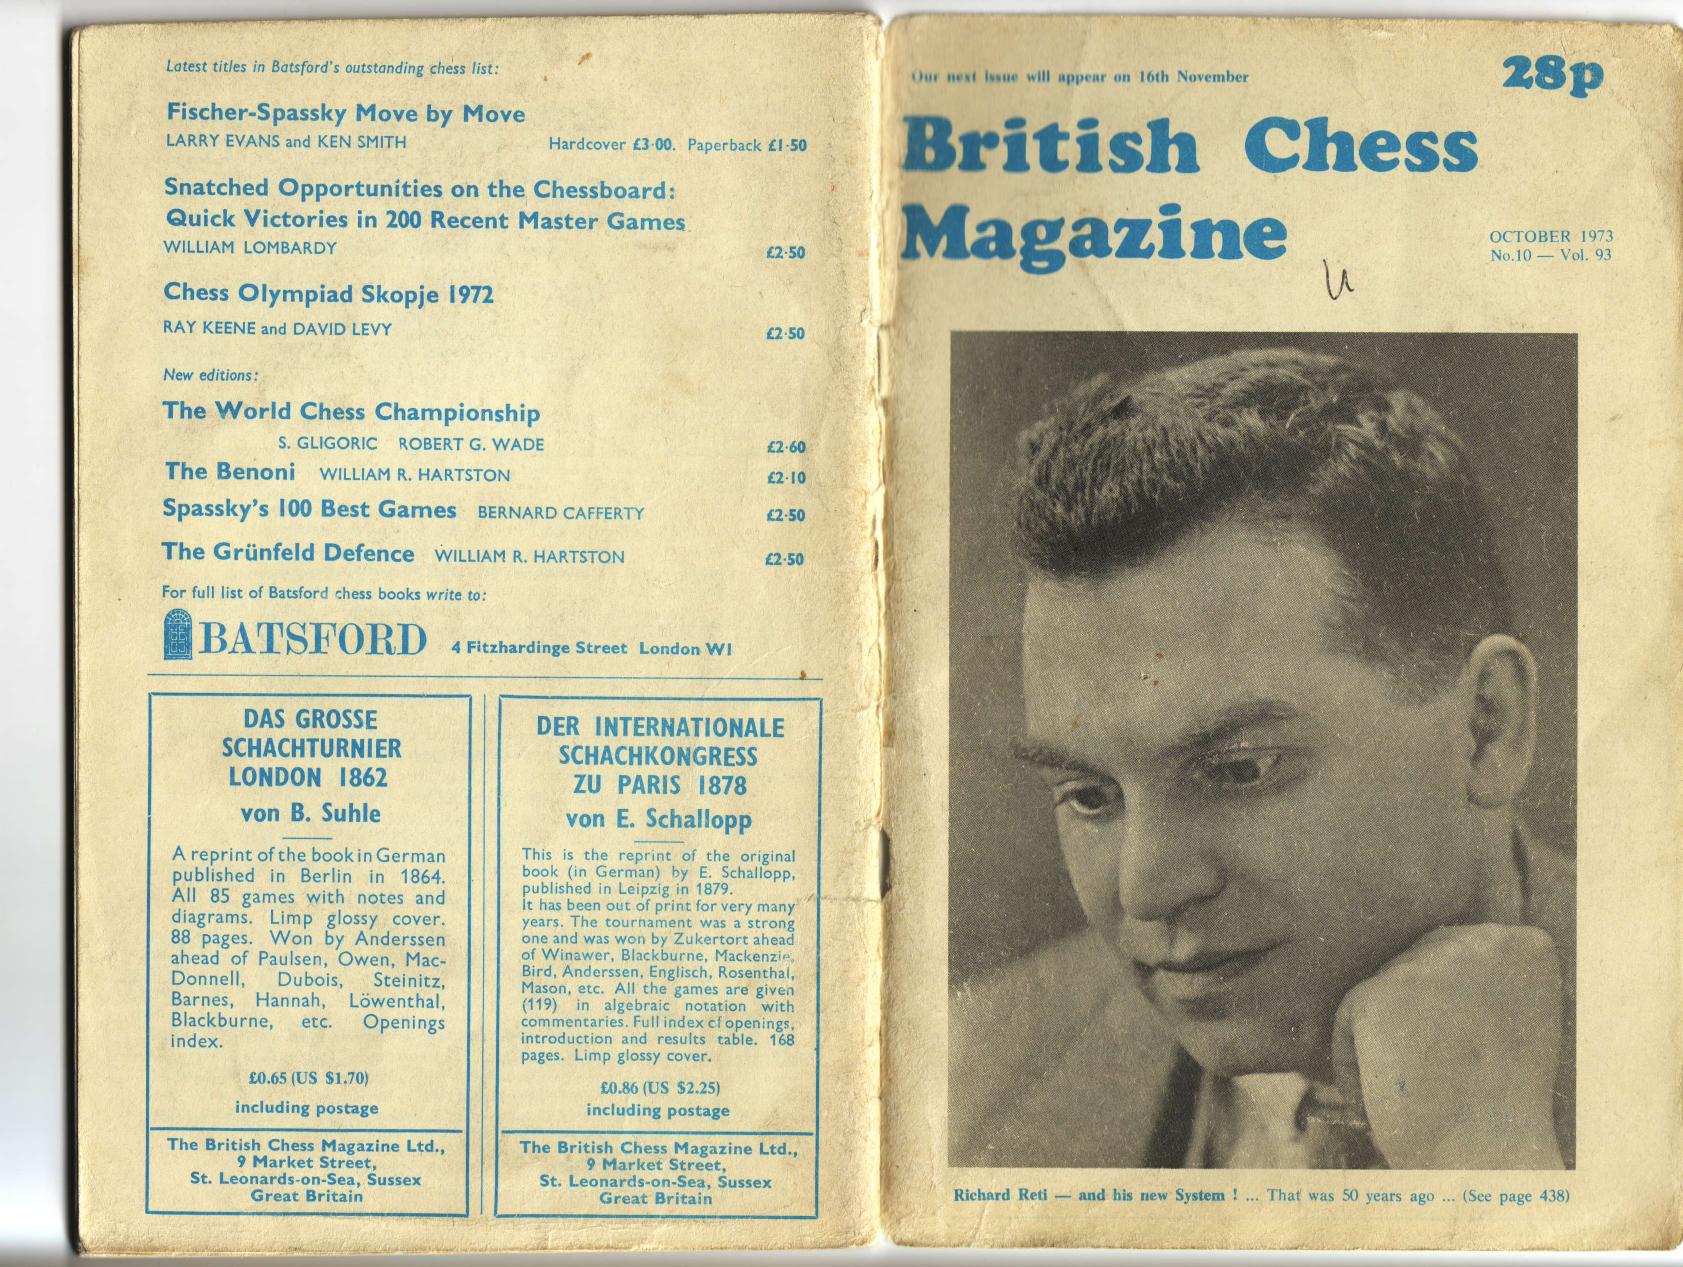 Latest titles in Batsford's outstanding chess list:
Fischer-Spassky Move by Move
LARRY EVANS and KEN SMITH Hardcover £3·00. Paperback £1·50
Snatched Opportunities on the Chessboard:
Quick Victories in 200 Recent Master Games
WILLIAM LOMBARDY £2·50
Chess Olympiad Skopje 1972
RAY KEENE and DAVID LEVY £2·50
New editions:
The World Chess Championship
S. GLIGORIC ROBERT G. WADE £2·60
The Benoni WILLIAM R. HARTSTON £2·10
Spassky's 100 Best Games BERNARD CAFFERTY £2·50
The Grünfeld Defence WILLIAM R. HARTSTON £2·50
For full list of Batsford chess books write to:
BATSFORD 4 Fitzhardinge Street London W1
DAS GROSSE
SCHACHTURNIER
LONDON 1862
von B. Suhle
A reprint of the book in German
published in Berlin in 1864.
All 85 games with notes and
diagrams. Limp glossy cover.
88 pages. Won by Anderssen
ahead of Paulsen, Owen, Mac-
Donnell, Dubois, Steinitz,
Barnes, Hannah, Löwenthal,
Blackburne, etc. Openings
index.
£0.65 (US $1.70)
including postage
The British Chess Magazine Ltd.,
9 Market Street,
St. Leonards-on-Sea, Sussex
Great Britain
DER INTERNATIONALE
SCHACHKONGRESS
ZU PARIS 1878
von E. Schallopp
This is the reprint of the original
book (in German) by E. Schallopp,
published in Leipzig in 1879.
It has been out of print for very many
years. The tournament was a strong
one and was won by Zukertort ahead
of Winawer, Blackburne, Mackenzie,
Bird, Anderssen, Englisch, Rosenthal,
Mason, etc. All the games are given
(119) in algebraic notation with
commentaries. Full index of openings,
introduction and results table. 168
pages. Limp glossy cover.
£0.86 (US $2.25)
including postage
The British Chess Magazine Ltd.,
9 Market Street,
St. Leonards-on-Sea, Sussex
Great Britain
Our next issue will appear on 16th November
28p
British Chess
Magazine
OCTOBER 1973
No.10 — Vol. 93
Richard Reti — and his new System ! ... That was 50 years ago ... (See page 438)